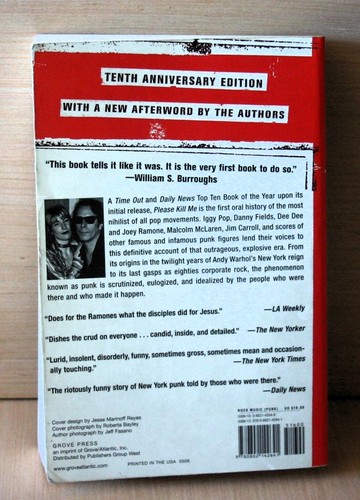 TENTH ANNIVERSARY EDITION
WITH A NEW AFTERWORD BY THE AUTHORS
"This book tells it like it was. It is the very first book to do so."
—William S. Burroughs
A Time Out and Daily News Top Ten Book of the Year upon its
initial release, Please Kill Me is the first oral history of the most
nihilist of all pop movements. Iggy Pop, Danny Fields, Dee Dee
and Joey Ramone, Malcolm McLaren, Jim Carroll, and scores of
other famous and infamous punk figures lend their voices to
this definitive account of that outrageous, explosive era. From
its origins in the twilight years of Andy Warhol's New York reign
to its last gasps as eighties corporate rock, the phenomenon
known as punk is scrutinized, eulogized, and idealized by the people who were
there and who made it happen.
"Does for the Ramones what the disciples did for Jesus." —LA Weekly
"Dishes the crud on everyone . . . candid, inside, and detailed." —The New Yorker
"Lurid, insolent, disorderly, funny, sometimes gross, sometimes mean and occasion-
ally touching." —The New York Times
"The riotously funny story of New York punk told by those who were there."
—Daily News
Cover design by Jesse Marinoff Reyes
Cover photograph by Roberta Bayley
Author photograph by Jeff Fasano
GROVE PRESS
an imprint of Grove/Atlantic, Inc.
Distributed by Publishers Group West
www.groveatlantic.com
PRINTED IN THE USA
ROCK MUSIC (PUNK)